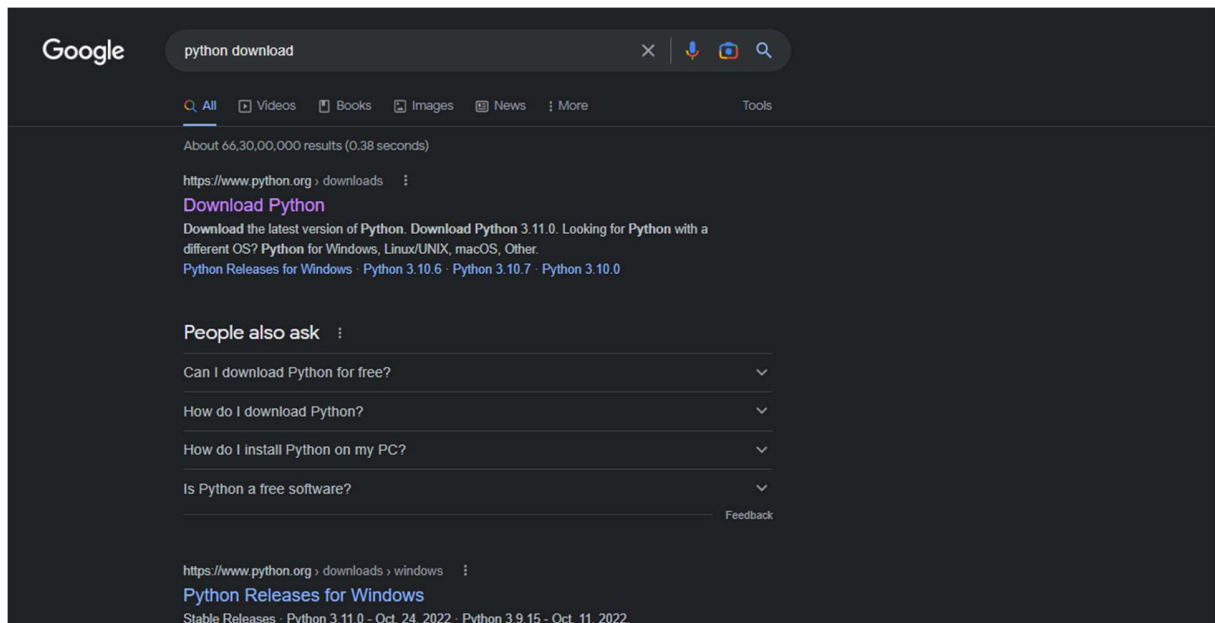 Google
python download
All Videos Books Images News More Tools
About 66,30,00,000 results (0.38 seconds)
https://www.python.org › downloads
Download Python
Download the latest version of Python. Download Python 3.11.0. Looking for Python with a
different OS? Python for Windows, Linux/UNIX, macOS, Other.
Python Releases for Windows · Python 3.10.6 · Python 3.10.7 · Python 3.10.0
People also ask
Can I download Python for free?
How do I download Python?
How do I install Python on my PC?
Is Python a free software?
Feedback
https://www.python.org › downloads › windows
Python Releases for Windows
Stable Releases · Python 3.11.0 - Oct. 24, 2022 · Python 3.9.15 - Oct. 11, 2022.